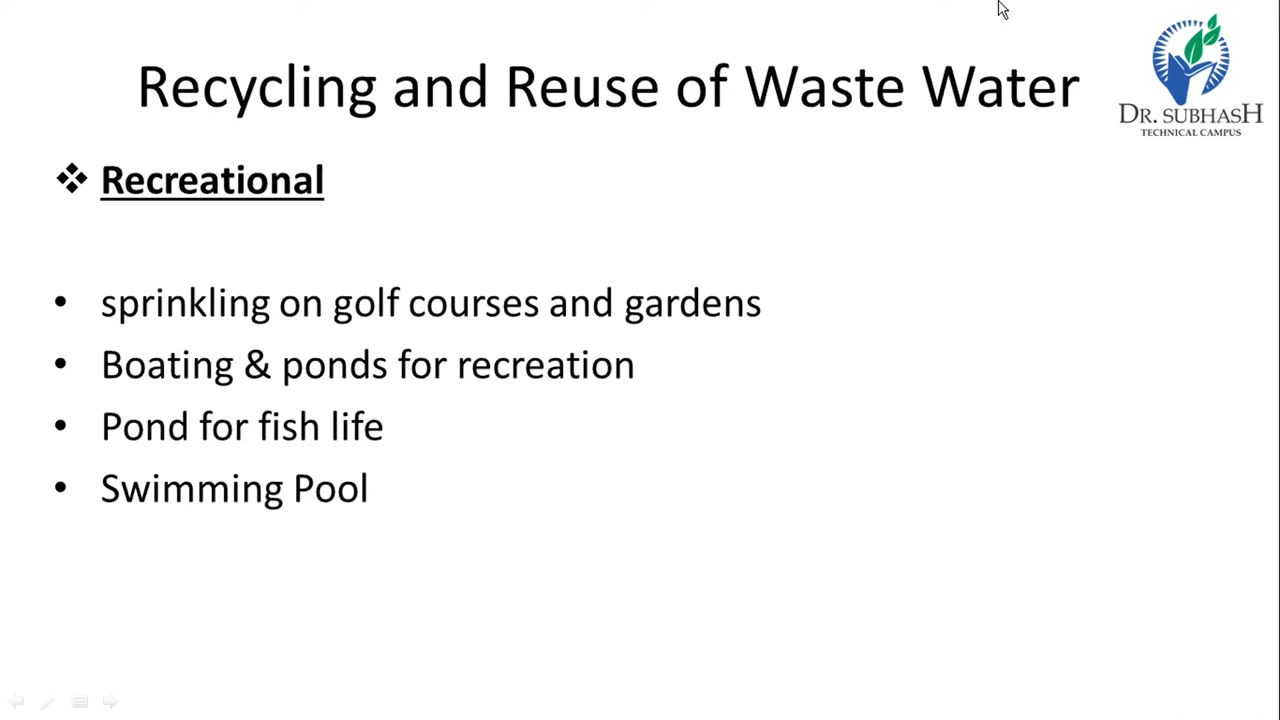 Recycling and Reuse of Waste Water
DR. SUBHASH
TECHNICAL CAMPUS
❖ Recreational
• sprinkling on golf courses and gardens
• Boating & ponds for recreation
• Pond for fish life
• Swimming Pool